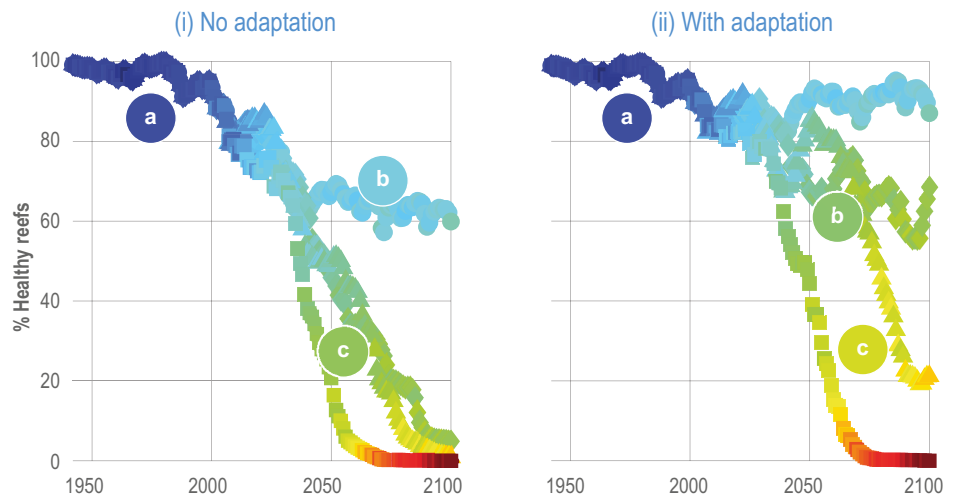 (i) No adaptation
(ii) With adaptation
% Healthy reefs
100
80
60
40
20
0
a
b
c
a
b
c
1950
2000
2050
2100
1950
2000
2050
2100